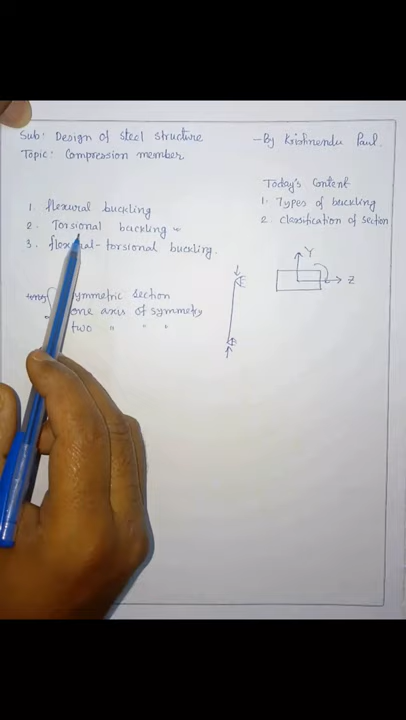 Sub: Design of steel structure
-By Krishnendu Paul.
Topic: Compression member
Today's Content
1. Types of buckling
2. Classification of section
1. flexural buckling
2. Torsional buckling
3. flexural-torsional buckling.
Y
Z
symmetric section
one axis of symmetry
two " " "